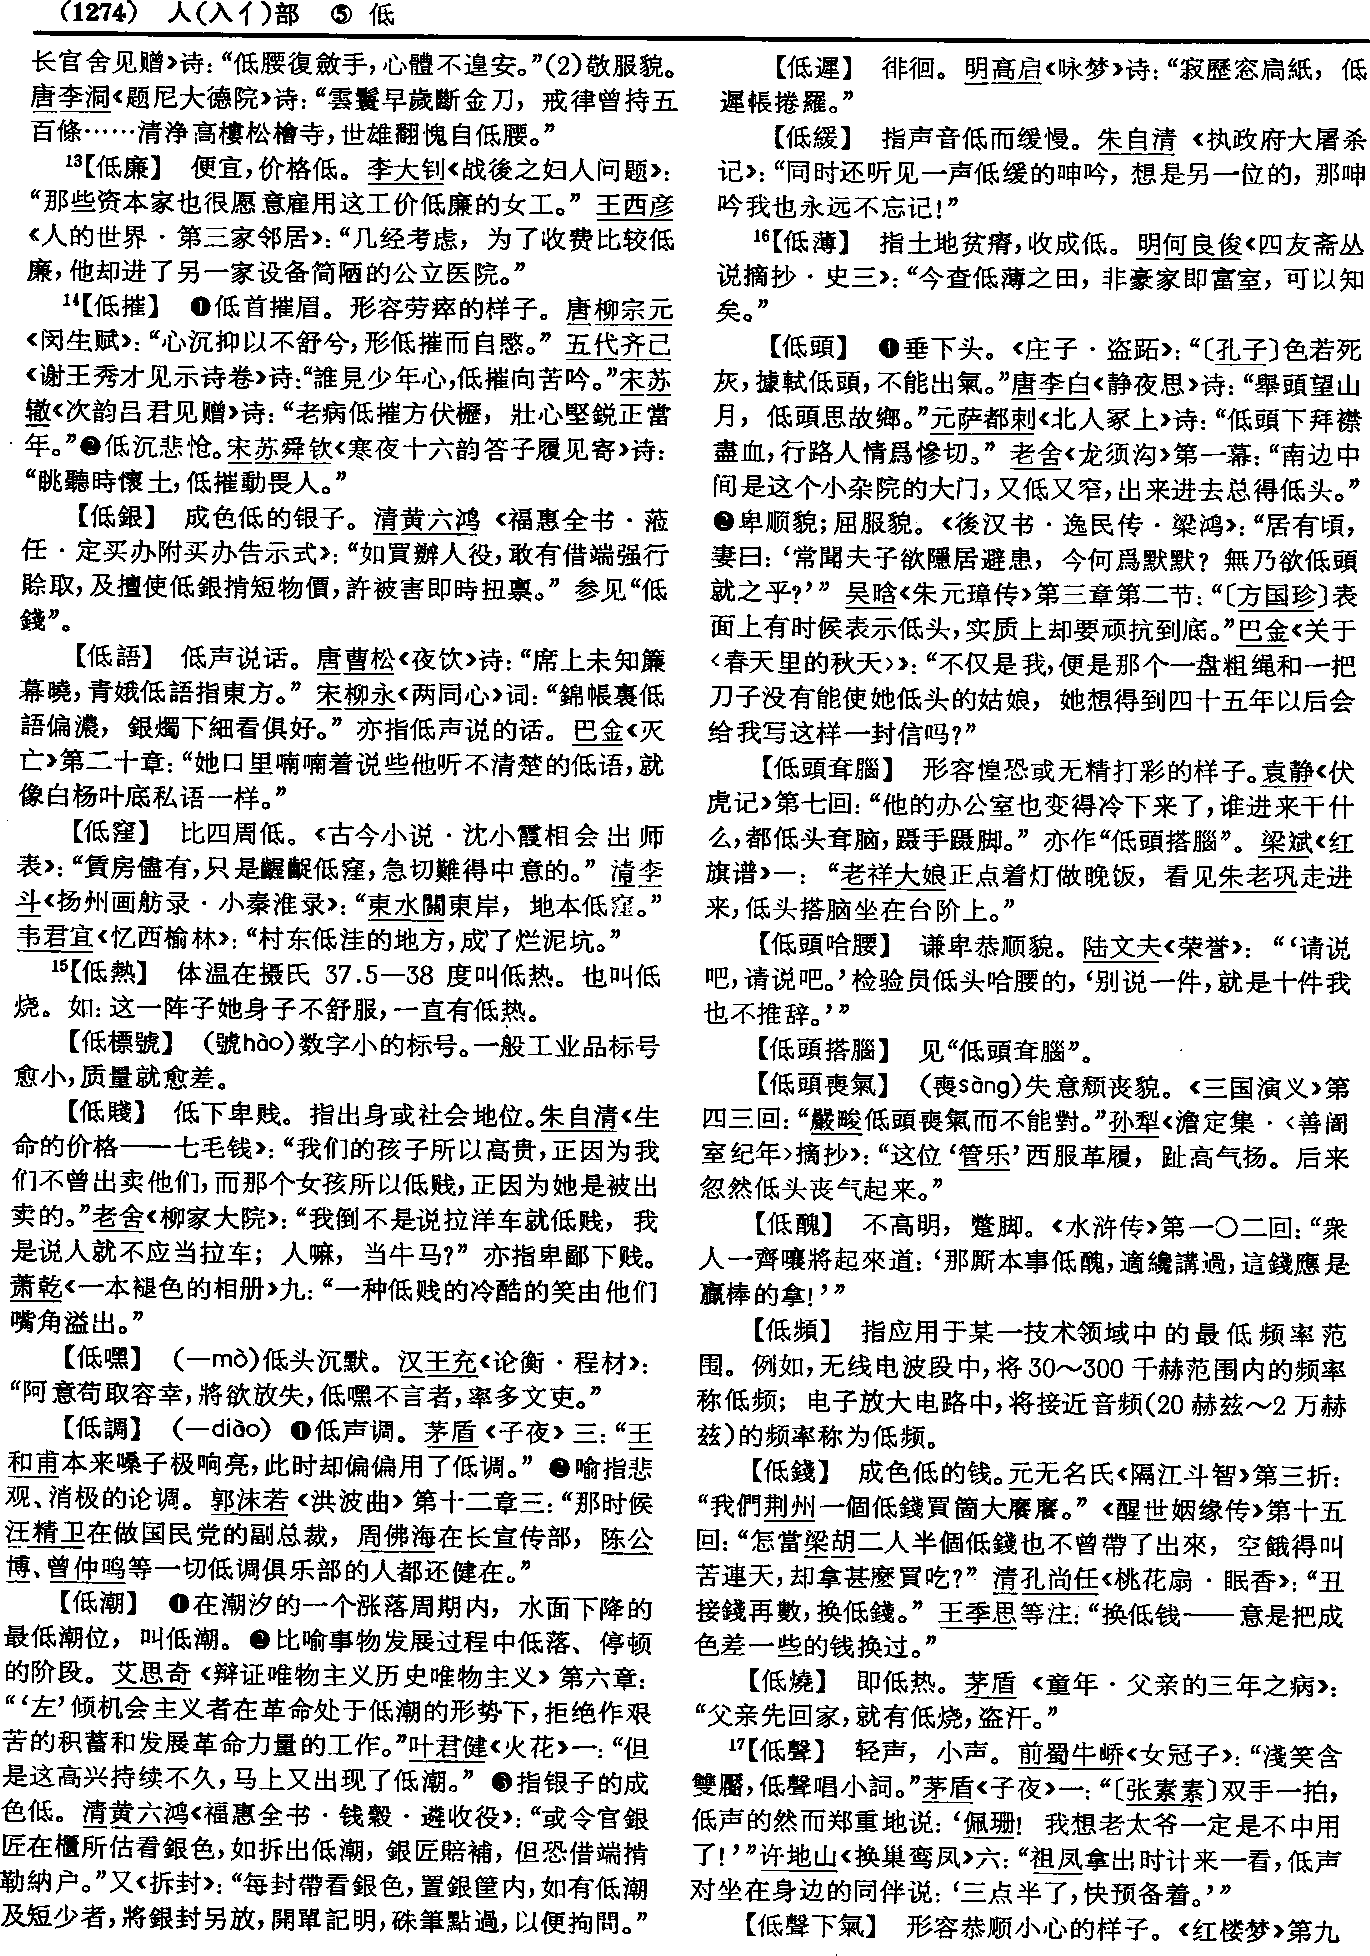 (1274) 人(入亻)部 ⑤ 低
长官舍见赠》诗:“低腰復斂手,心體不遑安。”(2)敬服貌。
唐李洞《题尼大德院》诗:“雲鬟早歲斷金刀，戒律曾持五
百條……清浄高樓松檜寺,世雄翻愧自低腰。”
13【低廉】 便宜,价格低。李大钊《战後之妇人问题》:
“那些资本家也很愿意雇用这工价低廉的女工。” 王西彦
《人的世界·第三家邻居》:“几经考虑，为了收费比较低
廉,他却进了另一家设备简陋的公立医院。”
14【低摧】 ❶低首摧眉。形容劳瘁的样子。唐柳宗元
《闵生赋》:“心沉抑以不舒兮,形低摧而自愍。” 五代齐己
《谢王秀才见示诗卷》诗:“誰見少年心,低摧向苦吟。”宋苏
辙《次韵吕君见赠》诗:“老病低摧方伏櫪，壯心堅鋭正當
年。”❷低沉悲怆。宋苏舜钦《寒夜十六韵答子履见寄》诗:
“眺聽時懷土,低摧動畏人。”
【低銀】 成色低的银子。清黄六鸿《福惠全书·莅
任·定买办附买办告示式》:“如買辦人役,敢有借端强行
賒取,及擅使低銀掯短物價,許被害即時扭禀。” 参见“低
錢”。
【低語】 低声说话。唐曹松《夜饮》诗:“席上未知簾
幕曉,青娥低語指東方。” 宋柳永《两同心》词:“錦帳裏低
語偏濃，銀燭下細看俱好。” 亦指低声说的话。巴金《灭
亡》第二十章:“她口里喃喃着说些他听不清楚的低语,就
像白杨叶底私语一样。”
【低窪】 比四周低。《古今小说·沈小霞相会出师
表》:“賃房儘有,只是齷齪低窪,急切難得中意的。” 清李
斗《扬州画舫录·小秦淮录》:“東水關東岸，地本低窪。”
韦君宜《忆西榆林》:“村东低洼的地方,成了烂泥坑。”
15【低熱】 体温在摄氏 37.5—38 度叫低热。也叫低
烧。如:这一阵子她身子不舒服,一直有低热。
【低標號】 (號hào)数字小的标号。一般工业品标号
愈小,质量就愈差。
【低賤】 低下卑贱。指出身或社会地位。朱自清《生
命的价格——七毛钱》:“我们的孩子所以高贵,正因为我
们不曾出卖他们,而那个女孩所以低贱,正因为她是被出
卖的。”老舍《柳家大院》:“我倒不是说拉洋车就低贱，我
是说人就不应当拉车；人嘛，当牛马?” 亦指卑鄙下贱。
萧乾《一本褪色的相册》九:“一种低贱的冷酷的笑由他们
嘴角溢出。”
【低嘿】 (—mò)低头沉默。汉王充《论衡·程材》:
“阿意苟取容幸,將欲放失,低嘿不言者,率多文吏。”
【低調】 (—diào) ❶低声调。茅盾《子夜》三:“王
和甫本来嗓子极响亮,此时却偏偏用了低调。” ❷喻指悲
观、消极的论调。郭沫若《洪波曲》第十二章三:“那时候
汪精卫在做国民党的副总裁，周佛海在长宣传部，陈公
博、曾仲鸣等一切低调俱乐部的人都还健在。”
【低潮】 ❶在潮汐的一个涨落周期内，水面下降的
最低潮位，叫低潮。❷比喻事物发展过程中低落、停顿
的阶段。艾思奇《辩证唯物主义历史唯物主义》第六章:
“‘左’倾机会主义者在革命处于低潮的形势下,拒绝作艰
苦的积蓄和发展革命力量的工作。”叶君健《火花》一:“但
是这高兴持续不久,马上又出现了低潮。” ❸指银子的成
色低。清黄六鸿《福惠全书·钱穀·遴收役》:“或令官銀
匠在櫃所估看銀色,如拆出低潮，銀匠賠補，但恐借端掯
勒納户。”又《拆封》:“每封帶看銀色,置銀筐内,如有低潮
及短少者,將銀封另放,開單記明,硃筆點過,以便拘問。”
【低遲】 徘徊。明高启《咏梦》诗:“寂歷窓扃紙，低
遲帳捲羅。”
【低緩】 指声音低而缓慢。朱自清《执政府大屠杀
记》:“同时还听见一声低缓的呻吟，想是另一位的，那呻
吟我也永远不忘记!”
16【低薄】 指土地贫瘠,收成低。明何良俊《四友斋丛
说摘抄·史三》:“今查低薄之田，非豪家即富室，可以知
矣。”
【低頭】 ❶垂下头。《庄子·盗跖》:“〔孔子〕色若死
灰,據軾低頭,不能出氣。”唐李白《静夜思》诗:“舉頭望山
月，低頭思故鄉。”元萨都剌《北人冢上》诗:“低頭下拜襟
盡血,行路人情爲慘切。” 老舍《龙须沟》第一幕:“南边中
间是这个小杂院的大门,又低又窄,出来进去总得低头。”
❷卑顺貌;屈服貌。《後汉书·逸民传·梁鸿》:“居有頃，
妻曰:‘常聞夫子欲隱居避患，今何爲默默? 無乃欲低頭
就之乎?’” 吴晗《朱元璋传》第三章第二节:“〔方国珍〕表
面上有时候表示低头,实质上却要顽抗到底。”巴金《关于
〈春天里的秋天〉》:“不仅是我,便是那个一盘粗绳和一把
刀子没有能使她低头的姑娘，她想得到四十五年以后会
给我写这样一封信吗?”
【低頭耷腦】 形容惶恐或无精打彩的样子。袁静《伏
虎记》第七回:“他的办公室也变得冷下来了,谁进来干什
么,都低头耷脑,蹑手蹑脚。” 亦作“低頭搭腦”。梁斌《红
旗谱》一：“老祥大娘正点着灯做晚饭，看见朱老巩走进
来,低头搭脑坐在台阶上。”
【低頭哈腰】 谦卑恭顺貌。陆文夫《荣誉》：“‘请说
吧,请说吧。’检验员低头哈腰的,‘别说一件,就是十件我
也不推辞。’”
【低頭搭腦】 见“低頭耷腦”。
【低頭喪氣】 (喪sàng)失意颓丧貌。《三国演义》第
四三回:“嚴畯低頭喪氣而不能對。”孙犁《澹定集·〈善闇
室纪年〉摘抄》:“这位‘管乐’西服革履，趾高气扬。后来
忽然低头丧气起来。”
【低醜】 不高明，蹩脚。《水浒传》第一〇二回:“衆
人一齊嚷將起來道:‘那厮本事低醜,適纔講過,這錢應是
贏棒的拿!’”
【低頻】 指应用于某一技术领域中的最低频率范
围。例如,无线电波段中,将30～300千赫范围内的频率
称低频；电子放大电路中,将接近音频(20赫兹～2万赫
兹)的频率称为低频。
【低錢】 成色低的钱。元无名氏《隔江斗智》第三折:
“我們荆州一個低錢買箇大饝饝。” 《醒世姻缘传》第十五
回:“怎當梁胡二人半個低錢也不曾帶了出來，空餓得叫
苦連天,却拿甚麽買吃?” 清孔尚任《桃花扇·眠香》:“丑
接錢再數,换低錢。” 王季思等注:“换低钱——意是把成
色差一些的钱换过。”
【低燒】 即低热。茅盾《童年·父亲的三年之病》:
“父亲先回家,就有低烧,盗汗。”
17【低聲】 轻声，小声。前蜀牛峤《女冠子》:“淺笑含
雙靨,低聲唱小詞。”茅盾《子夜》一:“〔张素素〕双手一拍，
低声的然而郑重地说:‘佩珊! 我想老太爷一定是不中用
了!’”许地山《换巢鸾凤》六:“祖凤拿出时计来一看,低声
对坐在身边的同伴说:‘三点半了,快预备着。’”
【低聲下氣】 形容恭顺小心的样子。《红楼梦》第九